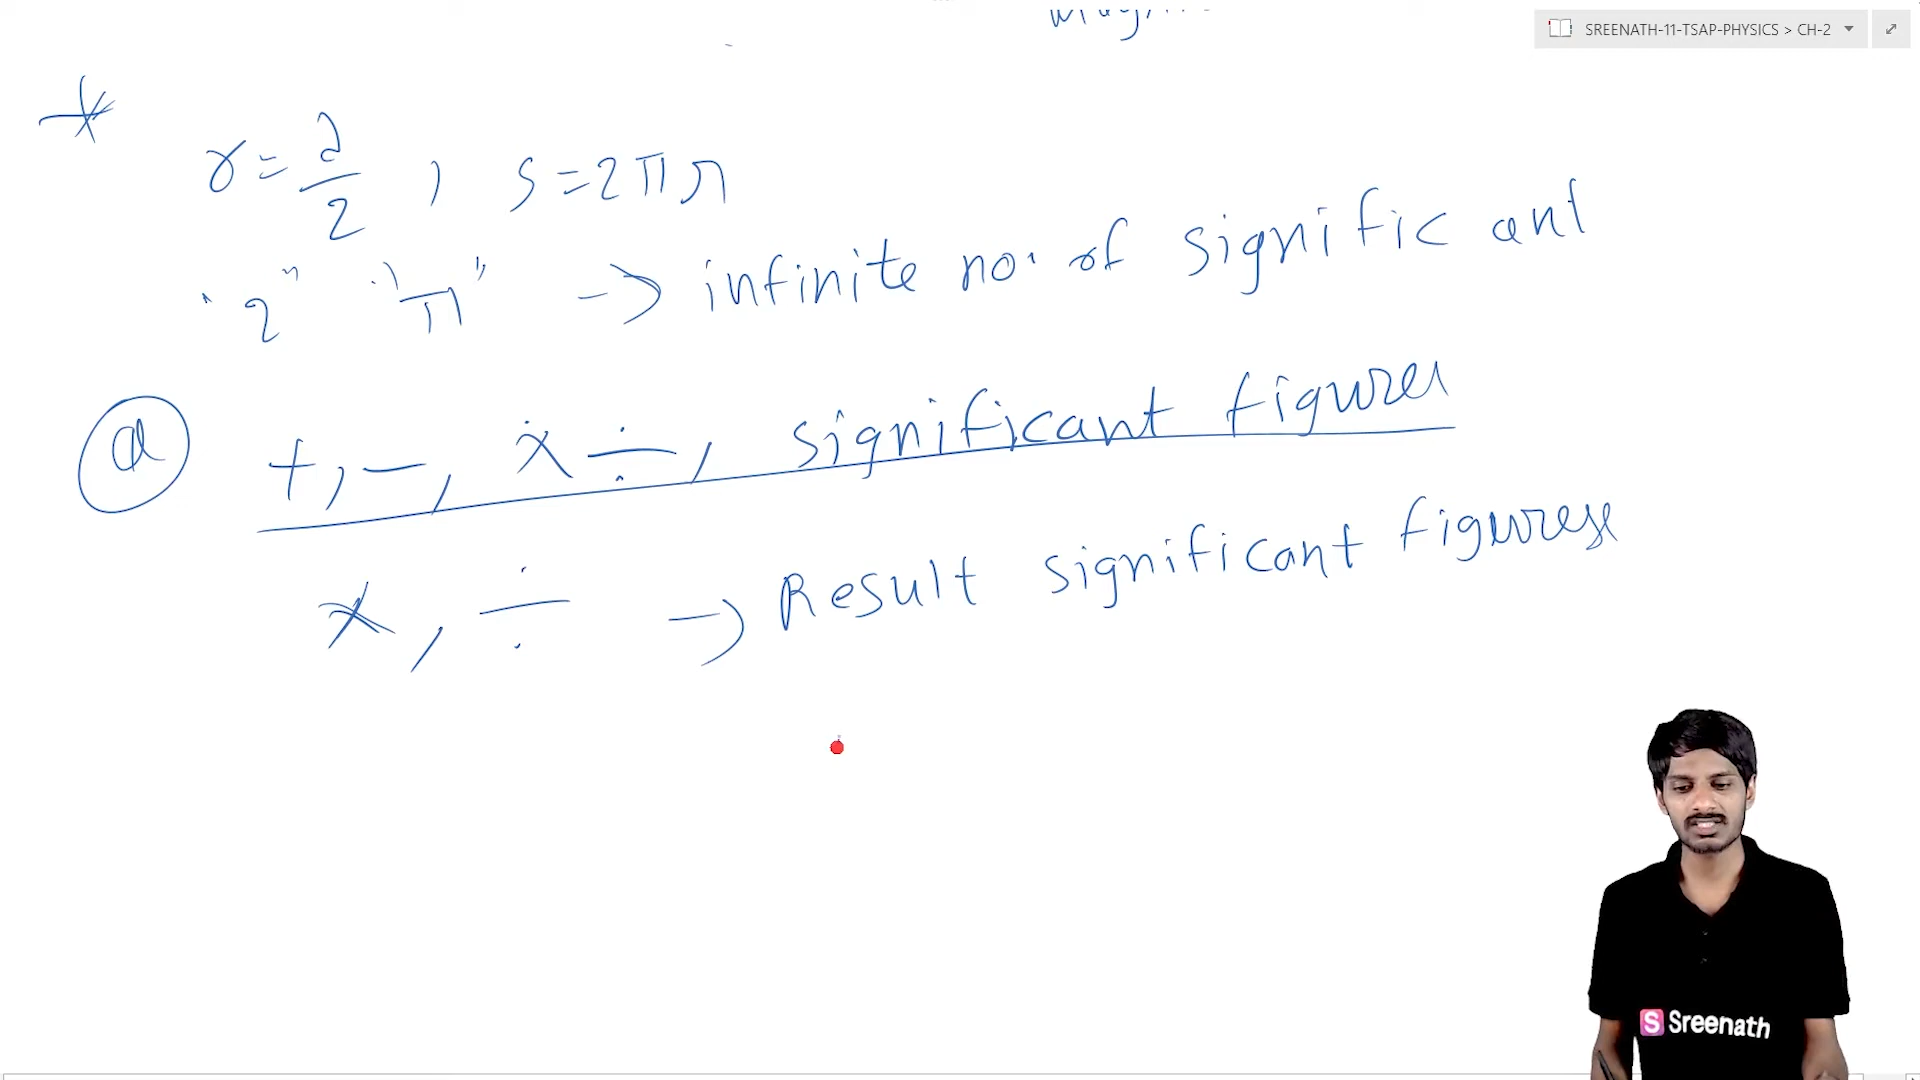 SREENATH-11-TSAP-PHYSICS > CH-2
r = d/2 , s = 2πr
"2" "π" → infinite no. of significant
a +, −, × ÷, significant figures
×, ÷ → Result significant figures
S Sreenath